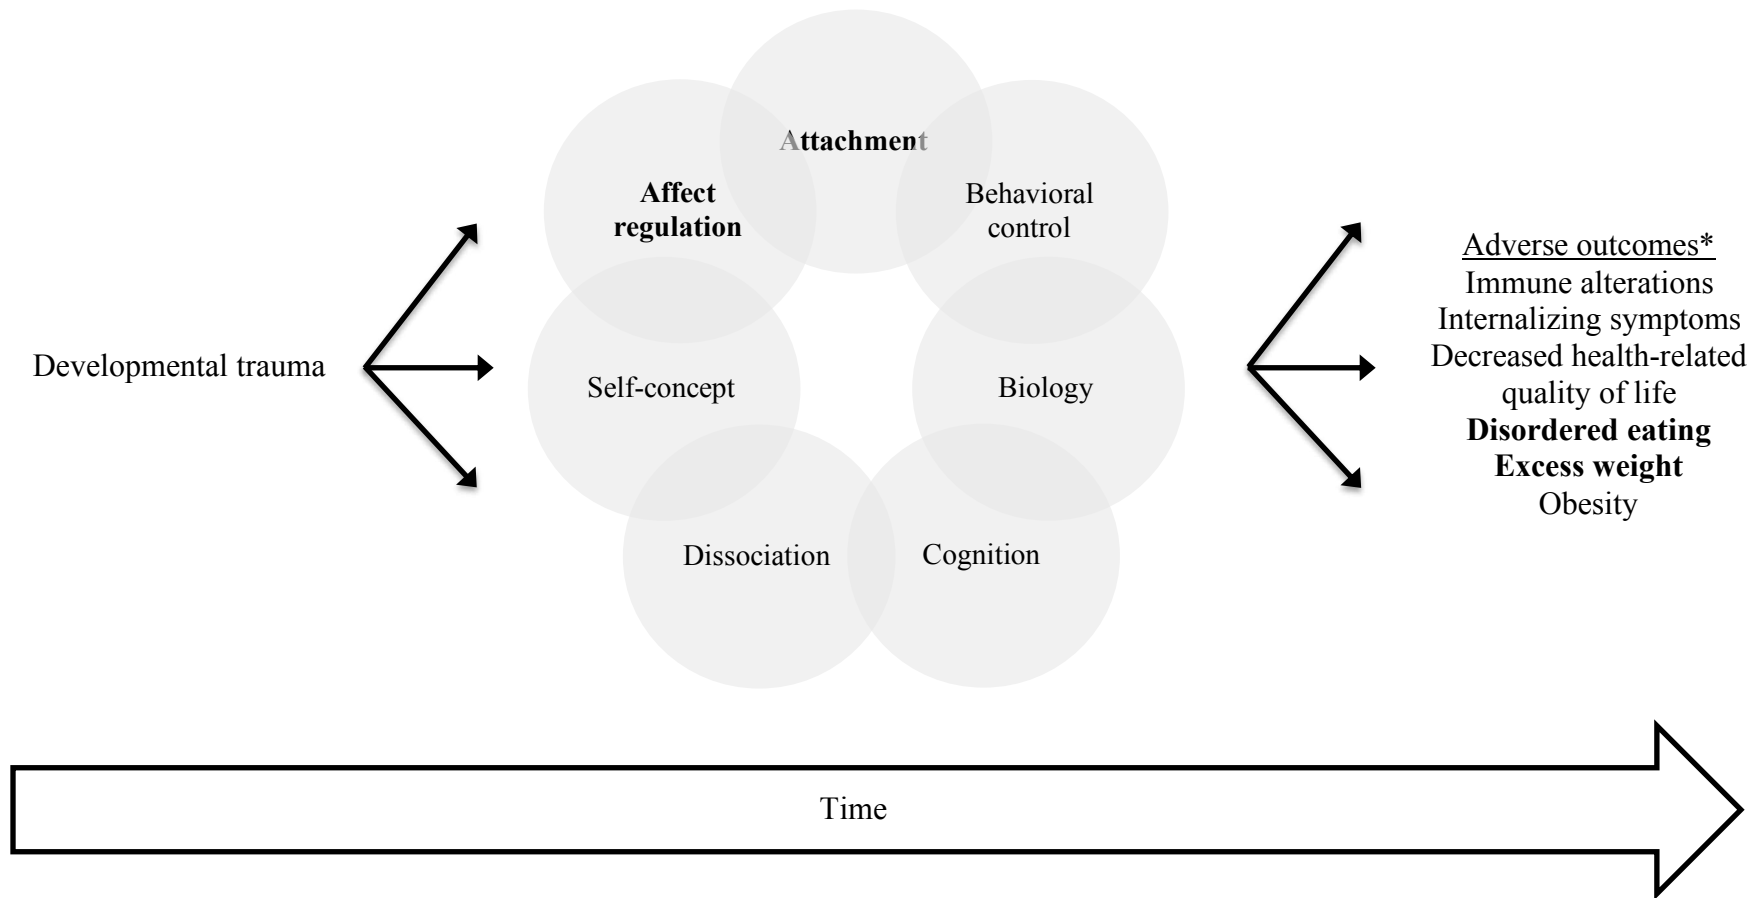 Attachment
Affect
regulation
Behavioral
control
Developmental trauma
Self-concept
Biology
Dissociation
Cognition
Adverse outcomes*
Immune alterations
Internalizing symptoms
Decreased health-related
quality of life
Disordered eating
Excess weight
Obesity
Time